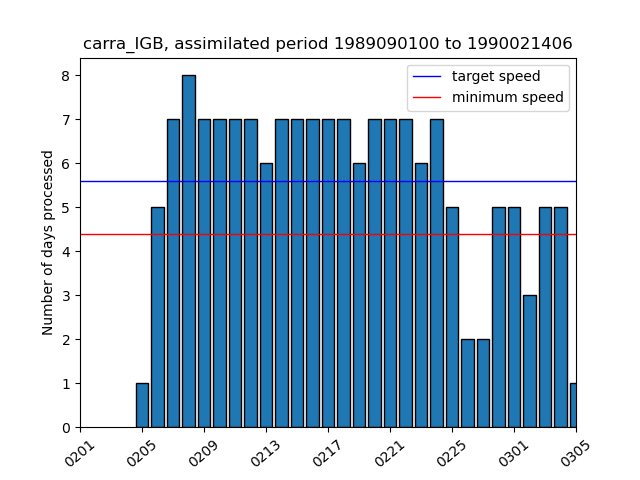 carra_IGB, assimilated period 1989090100 to 1990021406
target speed
minimum speed
Number of days processed
8
7
6
5
4
3
2
1
0
0201 0205 0209 0213 0217 0221 0225 0301 0305